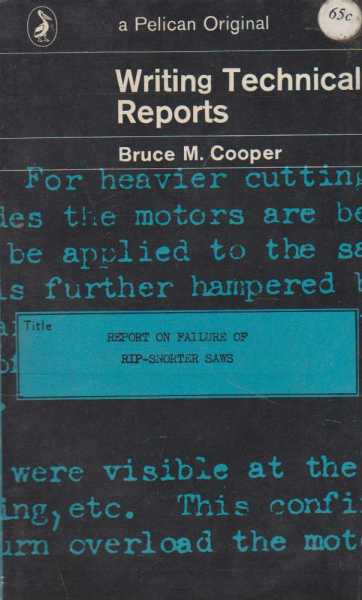 a Pelican Original
65c
Writing Technical
Reports
Bruce M. Cooper
For heavier cutting
des the motors are be
be applied to the sa
is further hampered b
Title
REPORT ON FAILURE OF
RIP-SNORTER SAWS
were visible at the
ing, etc. This confi
urn overload the mot